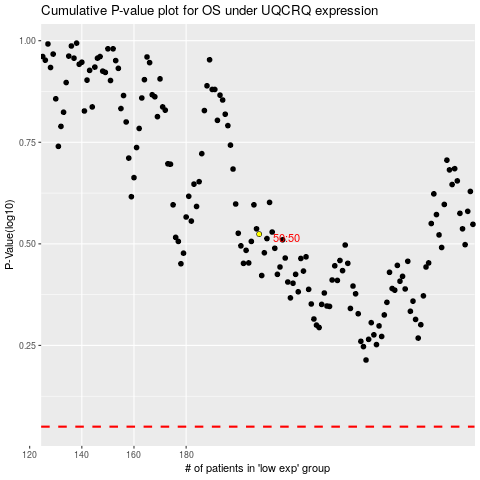 Cumulative P-value plot for OS under UQCRQ expression
P-Value(log10)
1.00
0.75
0.50
0.25
50:50
120 140 160 180
# of patients in 'low exp' group